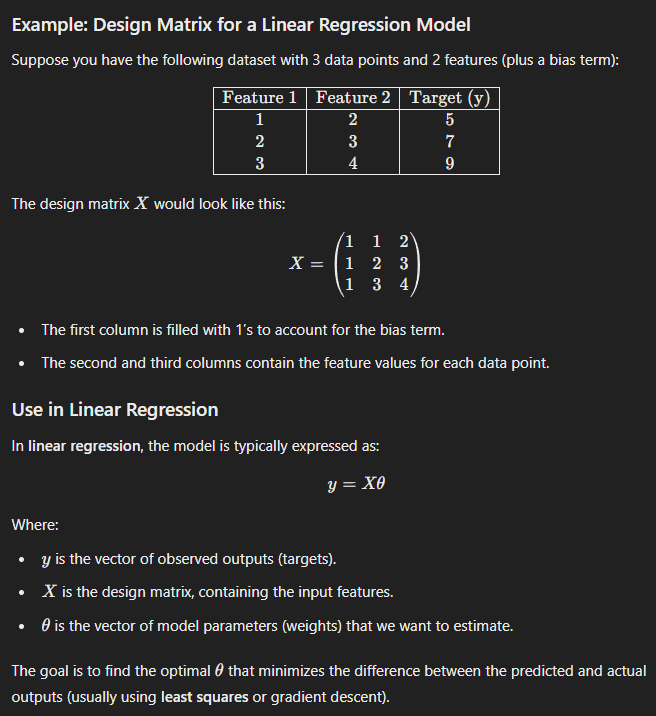 Example: Design Matrix for a Linear Regression Model
Suppose you have the following dataset with 3 data points and 2 features (plus a bias term):
Feature 1 Feature 2 Target (y)
1 2 5
2 3 7
3 4 9
The design matrix X would look like this:
X = (1 1 2
1 2 3
1 3 4)
• The first column is filled with 1's to account for the bias term.
• The second and third columns contain the feature values for each data point.
Use in Linear Regression
In linear regression, the model is typically expressed as:
y = Xθ
Where:
• y is the vector of observed outputs (targets).
• X is the design matrix, containing the input features.
• θ is the vector of model parameters (weights) that we want to estimate.
The goal is to find the optimal θ that minimizes the difference between the predicted and actual
outputs (usually using least squares or gradient descent).